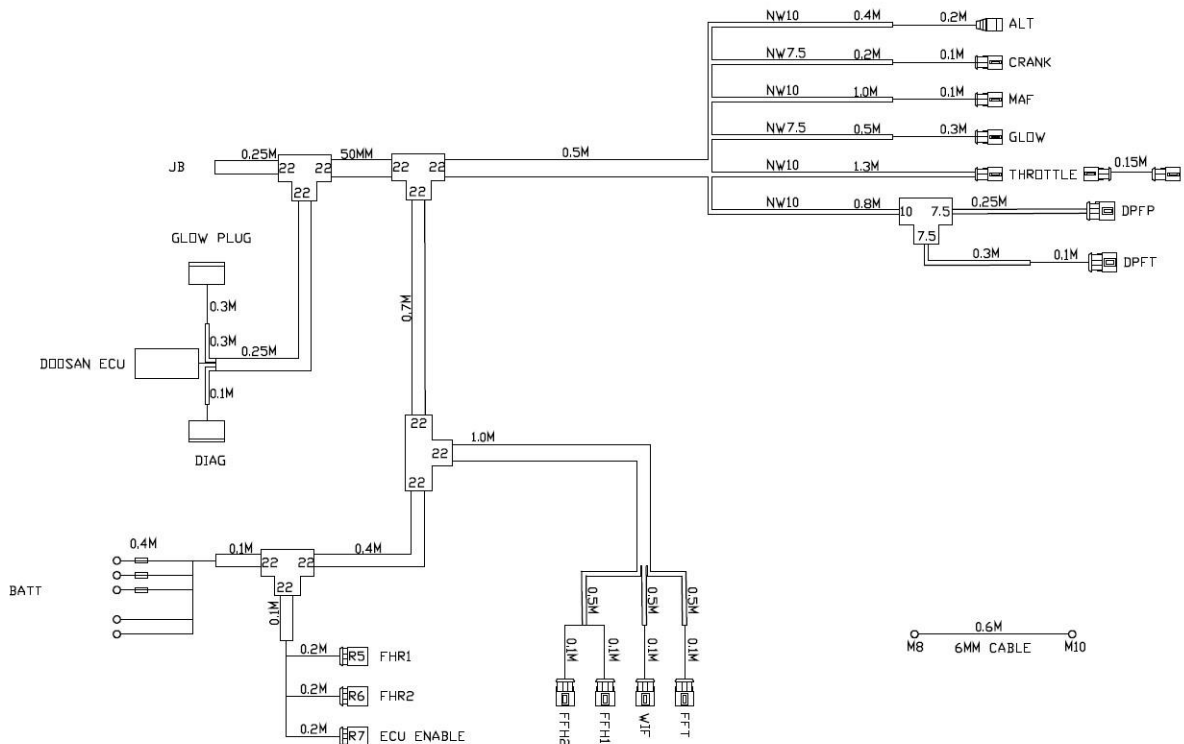 NW10 0.4M 0.2M ALT
NW7.5 0.2M 0.1M CRANK
NW10 1.0M 0.1M MAF
NW7.5 0.5M 0.3M GLOW
JB 0.25M 22 22 22 50MM 22 22 22 0.5M
NW10 1.3M THROTTLE 0.15M
NW10 0.8M 10 7.5 7.5 0.25M DPFP
0.3M 0.1M DPFT
GLOW PLUG
0.3M
0.3M
0.25M
DOOSAN ECU
0.1M
DIAG
0.7M
22
22
22
1.0M
BATT
0.4M
0.1M
22 22
22
0.4M
0.1M
0.2M R5 FHR1
0.2M R6 FHR2
0.2M R7 ECU ENABLE
0.5M 0.5M 0.5M
0.1M 0.1M 0.1M 0.1M
FFH2 FFH1 WIF FFT
0.6M
M8 6MM CABLE M10